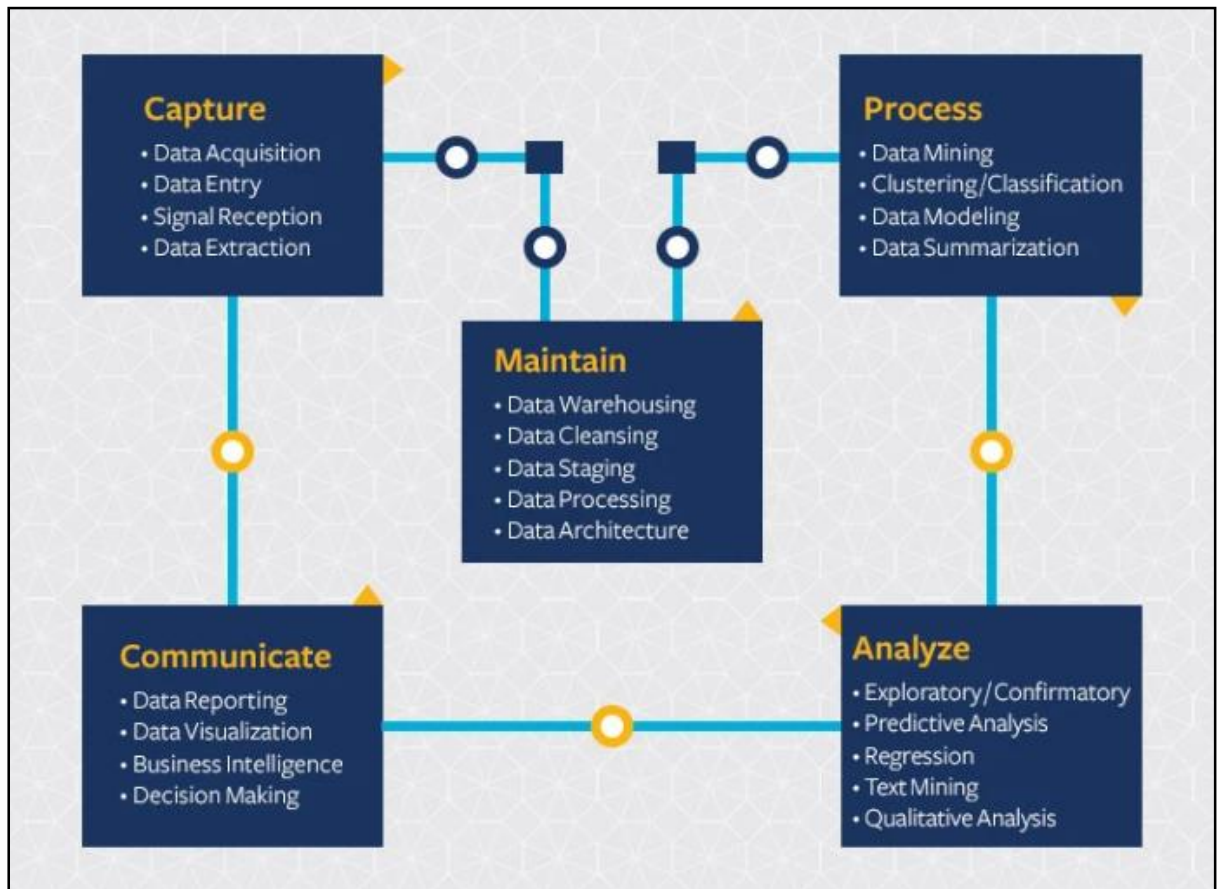 Capture
• Data Acquisition
• Data Entry
• Signal Reception
• Data Extraction
Process
• Data Mining
• Clustering/Classification
• Data Modeling
• Data Summarization
Maintain
• Data Warehousing
• Data Cleansing
• Data Staging
• Data Processing
• Data Architecture
Communicate
• Data Reporting
• Data Visualization
• Business Intelligence
• Decision Making
Analyze
• Exploratory/Confirmatory
• Predictive Analysis
• Regression
• Text Mining
• Qualitative Analysis